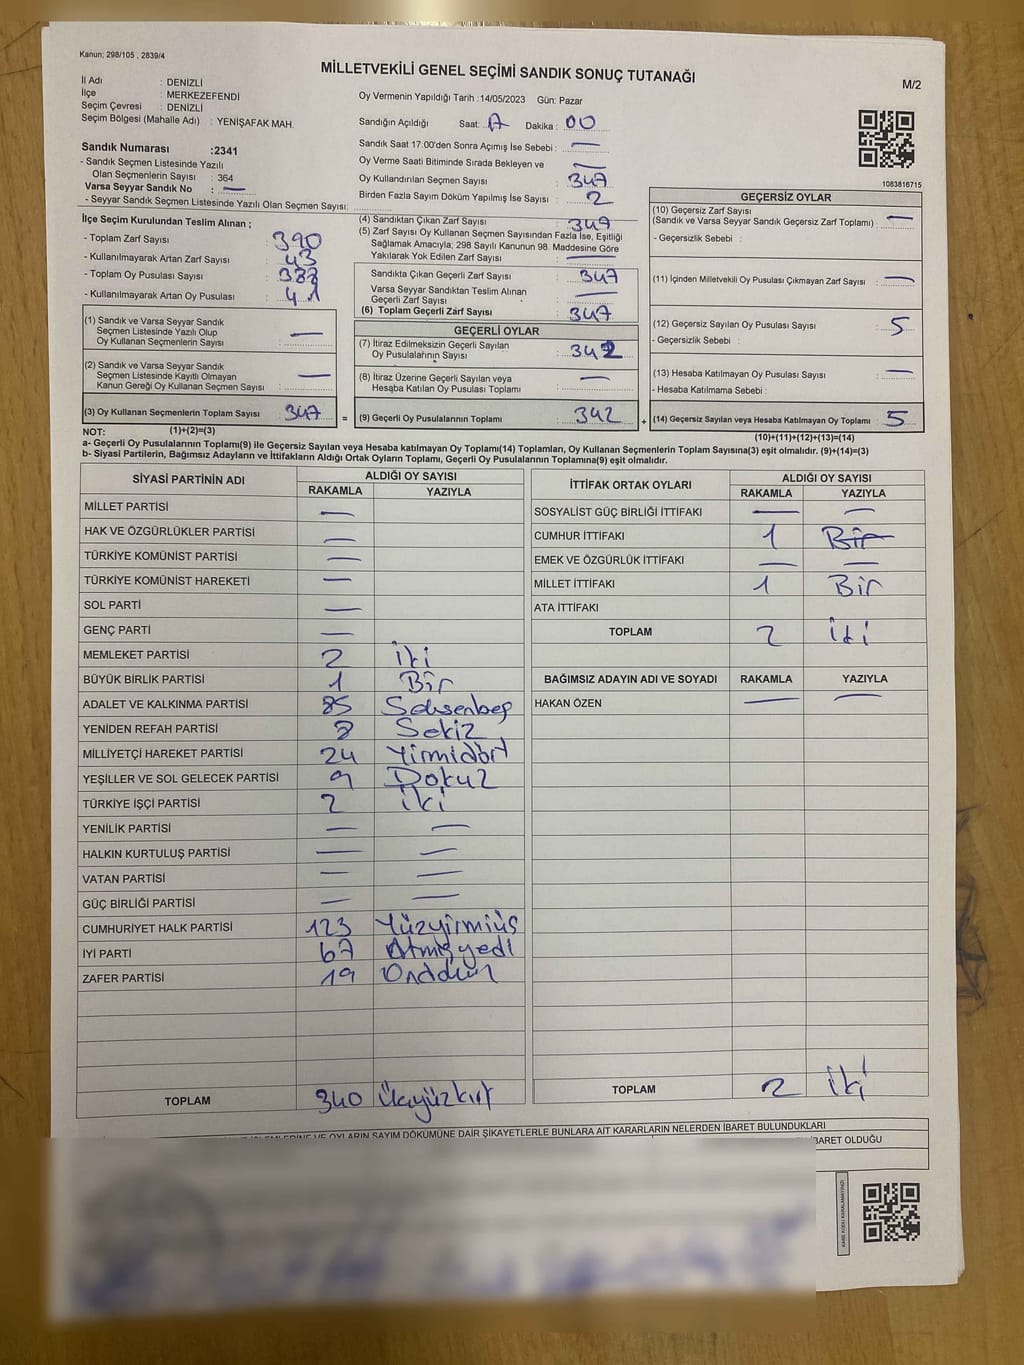 Kanun; 298/105 , 2839/4
MİLLETVEKİLİ GENEL SEÇİMİ SANDIK SONUÇ TUTANAĞI
M/2
İl Adı : DENİZLİ
İlçe : MERKEZEFENDİ
Seçim Çevresi : DENİZLİ
Seçim Bölgesi (Mahalle Adı) : YENİŞAFAK MAH.
Oy Vermenin Yapıldığı Tarih :14/05/2023 Gün: Pazar
Sandığın Açıldığı Saat: Dakika : 00
Sandık Saat 17:00'den Sonra Açımış İse Sebebi : —
Oy Verme Saati Bitiminde Sırada Bekleyen ve —
Oy Kullandırılan Seçmen Sayısı : 347
Birden Fazla Sayım Döküm Yapılmış İse Sayısı : 2
1083816715
Sandık Numarası :2341
- Sandık Seçmen Listesinde Yazılı
Olan Seçmenlerin Sayısı : 364
Varsa Seyyar Sandık No : —
- Seyyar Sandık Seçmen Listesinde Yazılı Olan Seçmen Sayısı:
İlçe Seçim Kurulundan Teslim Alınan ;
- Toplam Zarf Sayısı : 390
- Kullanılmayarak Artan Zarf Sayısı : 43
- Toplam Oy Pusulası Sayısı :
- Kullanılmayarak Artan Oy Pusulası : 41
(4) Sandıktan Çıkan Zarf Sayısı : 347
(5) Zarf Sayısı Oy Kullanan Seçmen Sayısından Fazla İse, Eşitliği
Sağlamak Amacıyla; 298 Sayılı Kanunun 98. Maddesine Göre
Yakılarak Yok Edilen Zarf Sayısı : —
Sandıkta Çıkan Geçerli Zarf Sayısı : 347
Varsa Seyyar Sandıktan Teslim Alınan
Geçerli Zarf Sayısı : —
(6) Toplam Geçerli Zarf Sayısı : 347
GEÇERSİZ OYLAR
(10) Geçersiz Zarf Sayısı
(Sandık ve Varsa Seyyar Sandık Geçersiz Zarf Toplamı) : —
- Geçersizlik Sebebi :
(11) İçinden Milletvekili Oy Pusulası Çıkmayan Zarf Sayısı : —
(12) Geçersiz Sayılan Oy Pusulası Sayısı : 5
- Geçersizlik Sebebi :
(13) Hesaba Katılmayan Oy Pusulası Sayısı : —
- Hesaba Katılmama Sebebi :
(14) Geçersiz Sayılan veya Hesaba Katılmayan Oy Toplamı : 5
(10)+(11)+(12)+(13)=(14)
(1) Sandık ve Varsa Seyyar Sandık
Seçmen Listesinde Yazılı Olup
Oy Kullanan Seçmenlerin Sayısı : —
(2) Sandık ve Varsa Seyyar Sandık
Seçmen Listesinde Kayıtlı Olmayan
Kanun Gereği Oy Kullanan Seçmen Sayısı : —
(3) Oy Kullanan Seçmenlerin Toplam Sayısı : 347
(1)+(2)=(3)
GEÇERLİ OYLAR
(7) İtiraz Edilmeksizin Geçerli Sayılan
Oy Pusulalarının Sayısı : 342
(8) İtiraz Üzerine Geçerli Sayılan veya
Hesaba Katılan Oy Pusulası Toplamı : —
= (9) Geçerli Oy Pusulalarının Toplamı : 342 +
NOT:
a- Geçerli Oy Pusulalarının Toplamı(9) ile Geçersiz Sayılan veya Hesaba katılmayan Oy Toplamı(14) Toplamları, Oy Kullanan Seçmenlerin Toplam Sayısına(3) eşit olmalıdır. (9)+(14)=(3)
b- Siyasi Partilerin, Bağımsız Adayların ve İttifakların Aldığı Ortak Oyların Toplamı, Geçerli Oy Pusulalarının Toplamına(9) eşit olmalıdır.
SİYASİ PARTİNİN ADI ALDIĞI OY SAYISI
RAKAMLA YAZIYLA
MİLLET PARTİSİ —
HAK VE ÖZGÜRLÜKLER PARTİSİ —
TÜRKİYE KOMÜNİST PARTİSİ —
TÜRKİYE KOMÜNİST HAREKETİ —
SOL PARTİ —
GENÇ PARTİ —
MEMLEKET PARTİSİ 2 iki
BÜYÜK BİRLİK PARTİSİ 1 Bir
ADALET VE KALKINMA PARTİSİ 85 Seksenbeş
YENİDEN REFAH PARTİSİ 8 Sekiz
MİLLİYETÇİ HAREKET PARTİSİ 24 Yirmidört
YEŞİLLER VE SOL GELECEK PARTİSİ 9 Dokuz
TÜRKİYE İŞÇİ PARTİSİ 2 iki
YENİLİK PARTİSİ — —
HALKIN KURTULUŞ PARTİSİ — —
VATAN PARTİSİ — —
GÜÇ BİRLİĞİ PARTİSİ — —
CUMHURİYET HALK PARTİSİ 123 Yüzyirmiüç
İYİ PARTİ 67 Atmışyedi
ZAFER PARTİSİ 19
TOPLAM 340
İTTİFAK ORTAK OYLARI ALDIĞI OY SAYISI
RAKAMLA YAZIYLA
SOSYALİST GÜÇ BİRLİĞİ İTTİFAKI — —
CUMHUR İTTİFAKI 1 Bir
EMEK VE ÖZGÜRLÜK İTTİFAKI — —
MİLLET İTTİFAKI 1 Bir
ATA İTTİFAKI
TOPLAM 2 iki
BAĞIMSIZ ADAYIN ADI VE SOYADI RAKAMLA YAZIYLA
HAKAN ÖZEN — —
TOPLAM 2 iki
VE OYLARIN SAYIM DÖKÜMÜNE DAİR ŞİKAYETLERLE BUNLARA AİT KARARLARIN NELERDEN İBARET BULUNDUKLARI
İBARET OLDUĞU